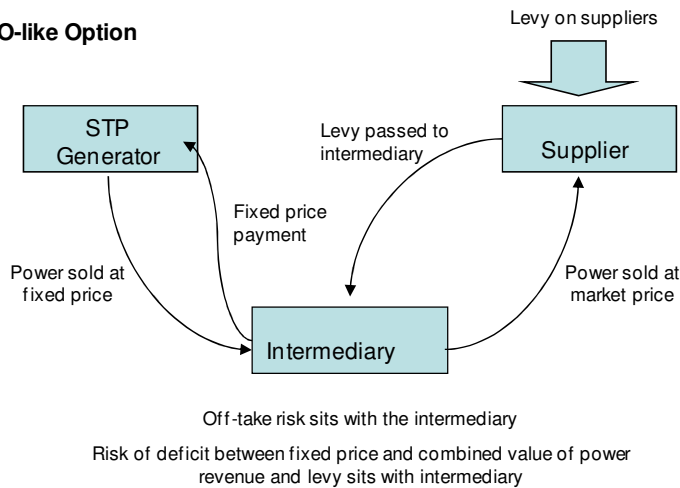 O-like Option
Levy on suppliers
STP
Generator
Levy passed to
intermediary
Supplier
Fixed price
payment
Power sold at
fixed price
Power sold at
market price
Intermediary
Off-take risk sits with the intermediary
Risk of deficit between fixed price and combined value of power
revenue and levy sits with intermediary